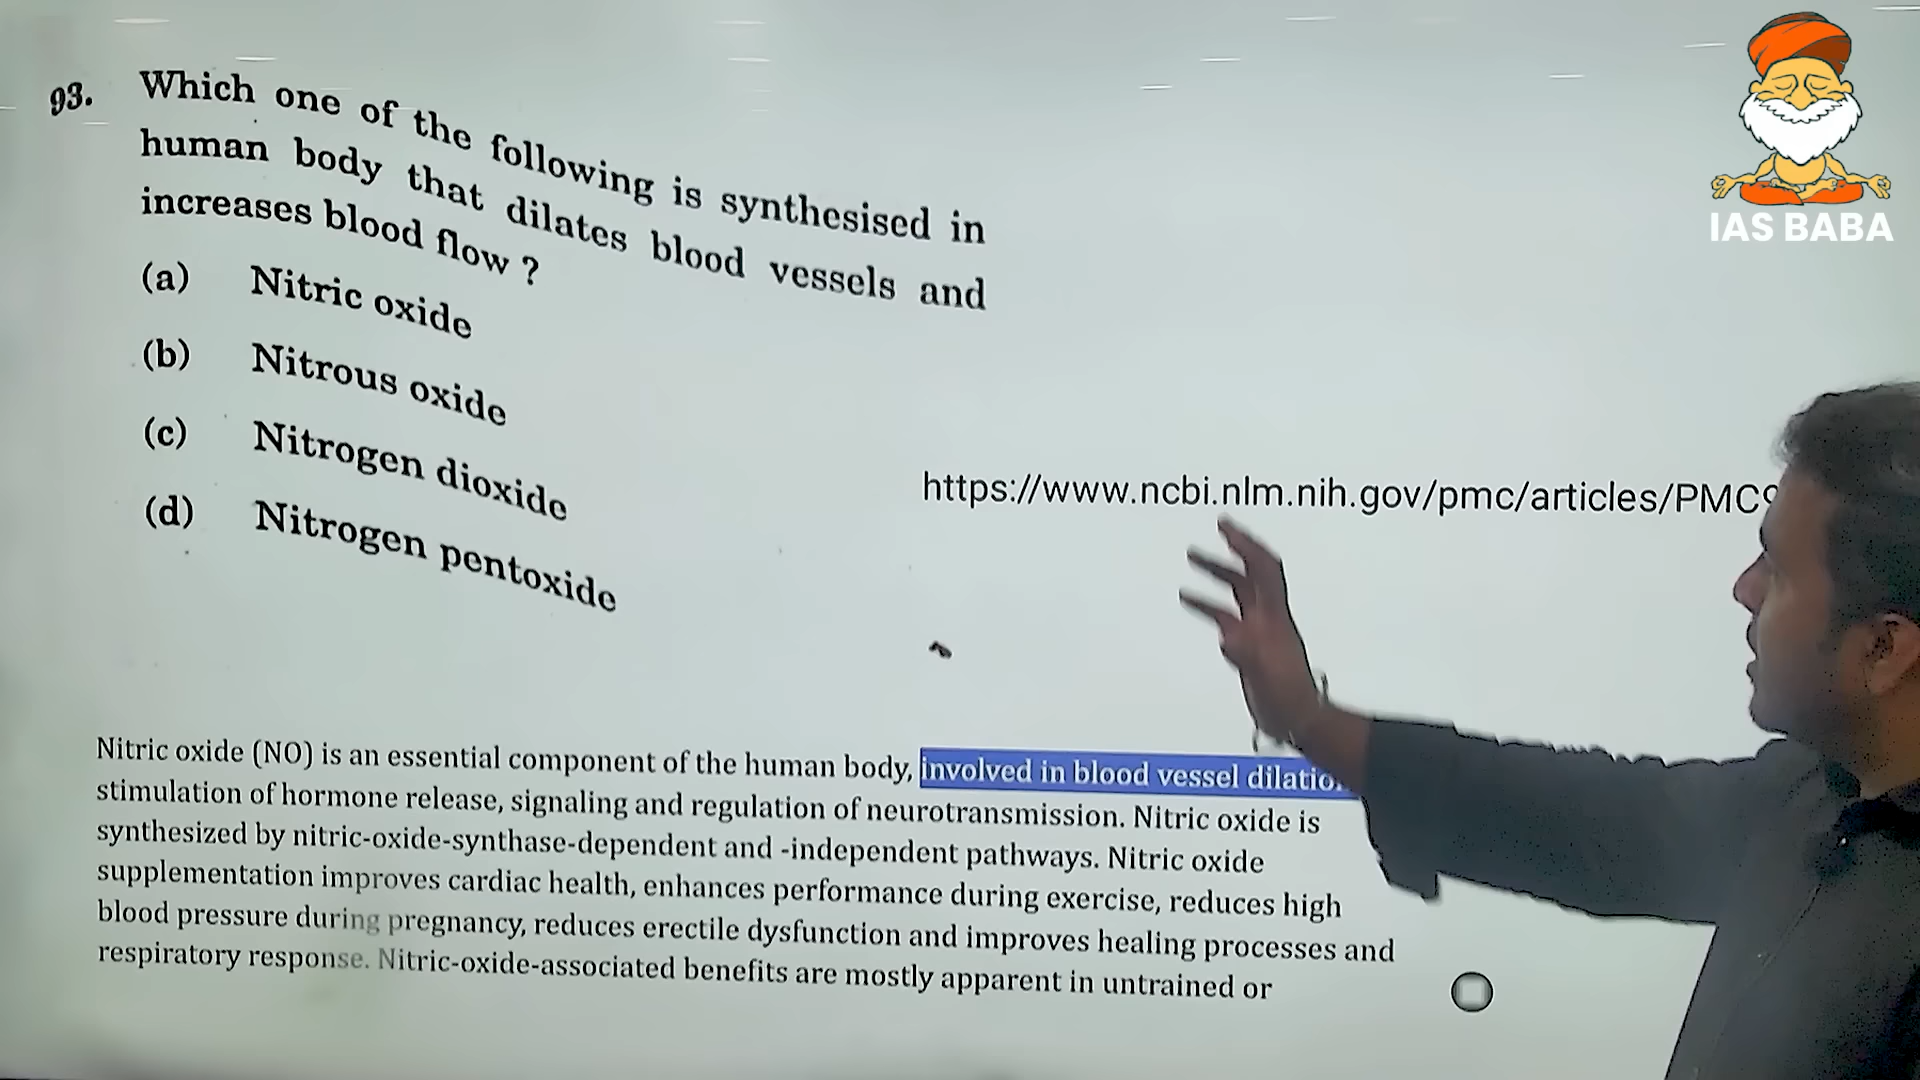 93. Which one of the following is synthesised in
human body that dilates blood vessels and
increases blood flow ?
(a) Nitric oxide
(b) Nitrous oxide
(c) Nitrogen dioxide
(d) Nitrogen pentoxide
IAS BABA
https://www.ncbi.nlm.nih.gov/pmc/articles/PMC
Nitric oxide (NO) is an essential component of the human body, involved in blood vessel
stimulation of hormone release, signaling and regulation of neurotransmission. Nitric oxide is
synthesized by nitric-oxide-synthase-dependent and -independent pathways. Nitric oxide
supplementation improves cardiac health, enhances performance during exercise, reduces high
blood pressure during pregnancy, reduces erectile dysfunction and improves healing processes and
respiratory response. Nitric-oxide-associated benefits are mostly apparent in untrained or